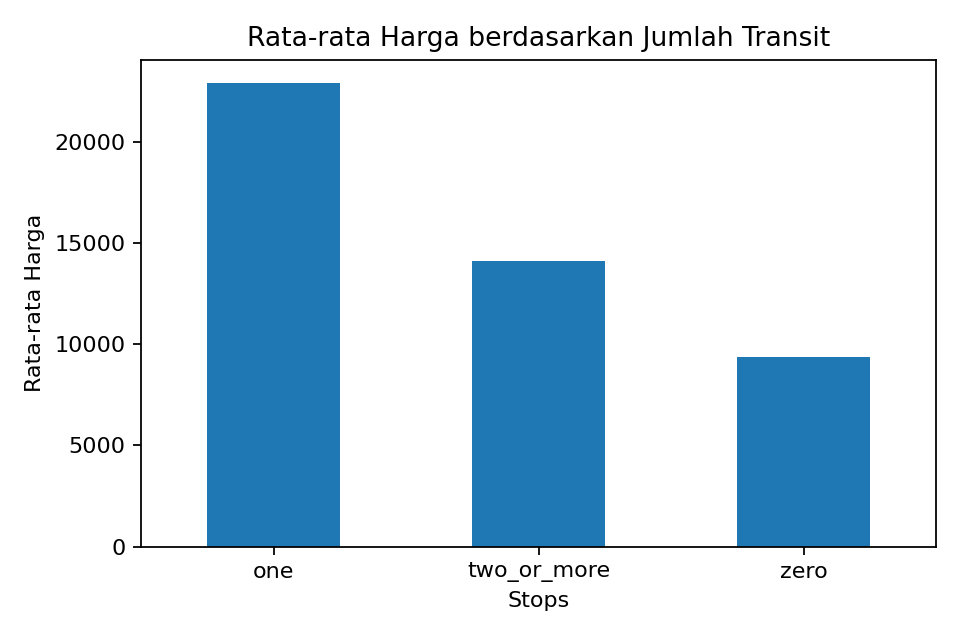 Rata-rata Harga berdasarkan Jumlah Transit
Rata-rata Harga
20000
15000
10000
5000
0
one two_or_more zero
Stops